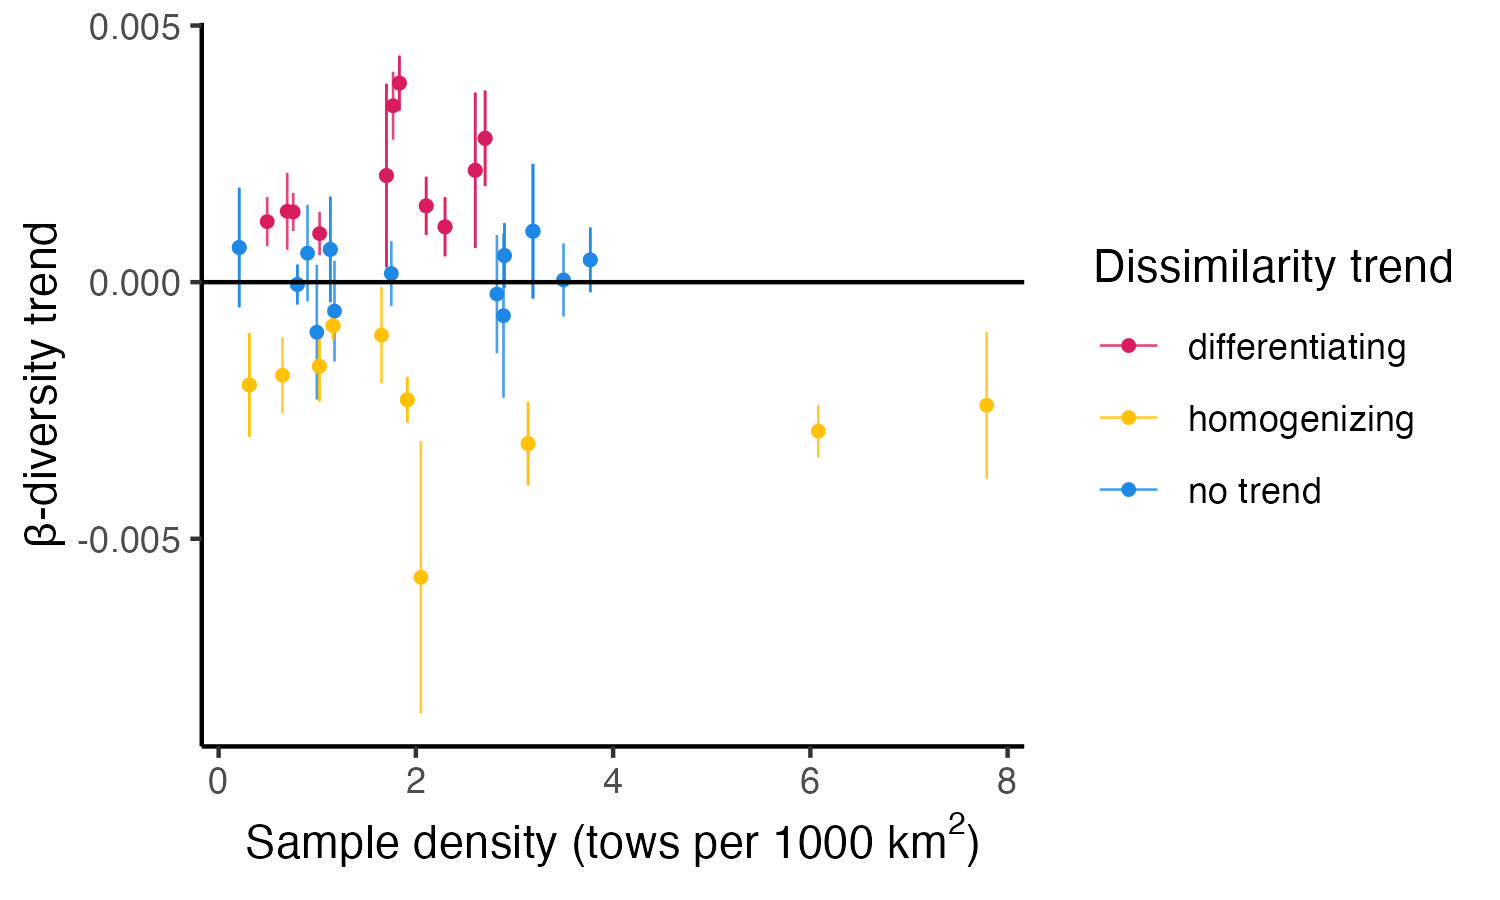 0.005
0.000
-0.005
β-diversity trend
0 2 4 6 8
Sample density (tows per 1000 km²)
Dissimilarity trend
differentiating
homogenizing
no trend